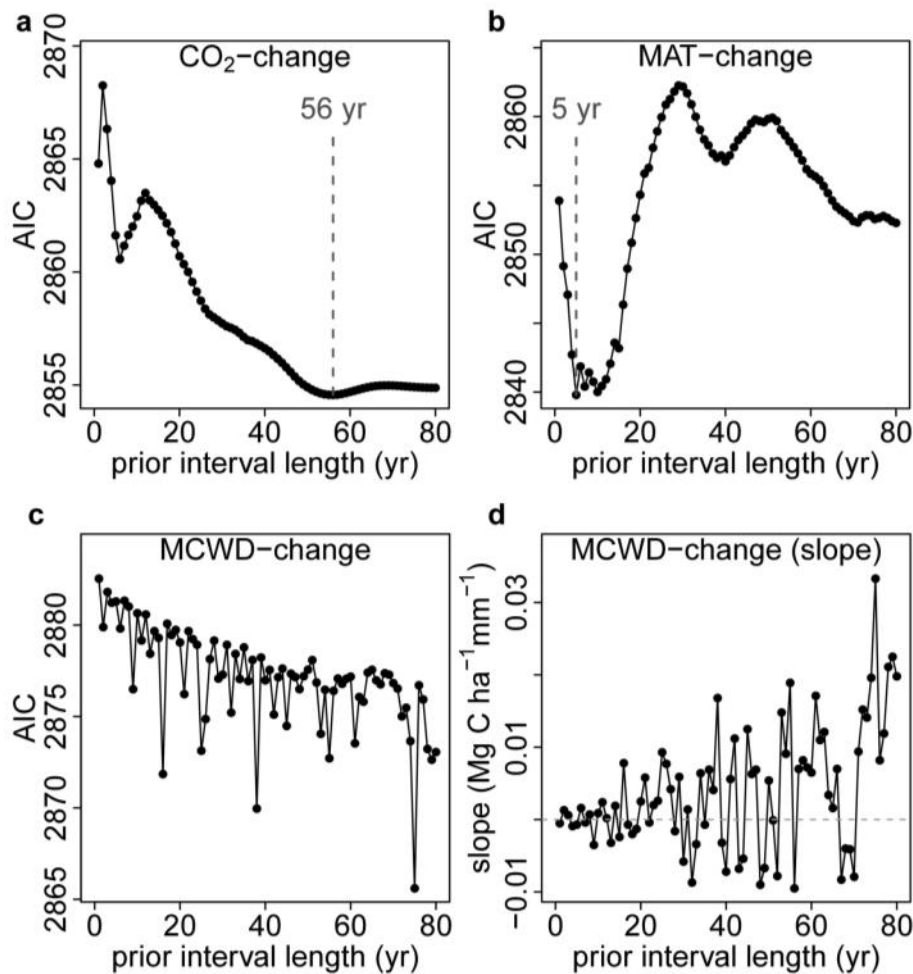 a
CO₂−change
56 yr
AIC
2855 2860 2865 2870
0 20 40 60 80
prior interval length (yr)
b
MAT−change
5 yr
AIC
2840 2850 2860
0 20 40 60 80
prior interval length (yr)
c
MCWD−change
AIC
2865 2870 2875 2880
0 20 40 60 80
prior interval length (yr)
d
MCWD−change (slope)
slope (Mg C ha⁻¹mm⁻¹)
−0.01 0.01 0.03
0 20 40 60 80
prior interval length (yr)